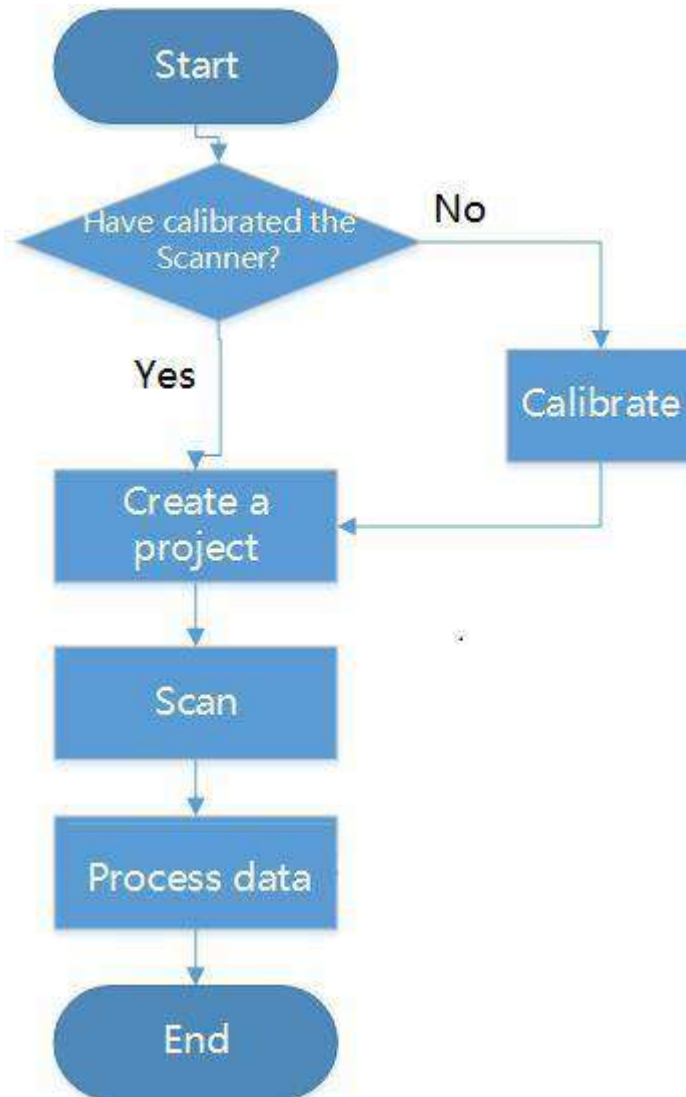 Start
Have calibrated the
Scanner?
No
Yes
Calibrate
Create a
project
Scan
Process data
End